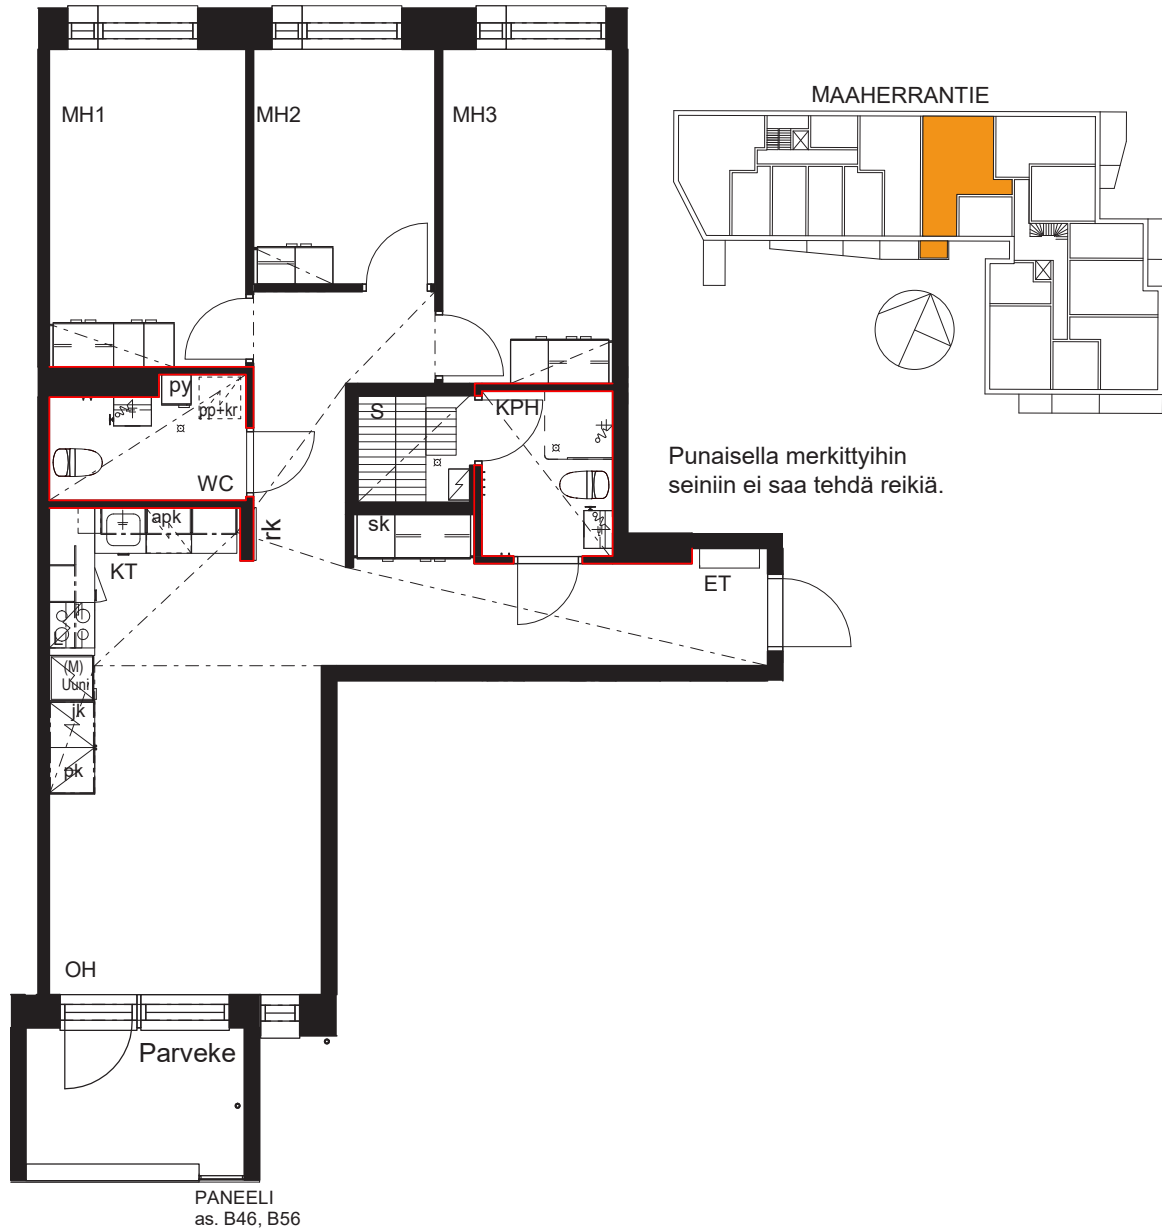 MAAHERRANTIE
MH1
MH2
MH3
py
pp+kr
S
KPH
WC
Punaisella merkittyihin
seiniin ei saa tehdä reikiä.
apk
rk
sk
KT
ET
L
(M)
Uuni
jk
pk
OH
Parveke
PANEELI
as. B46, B56